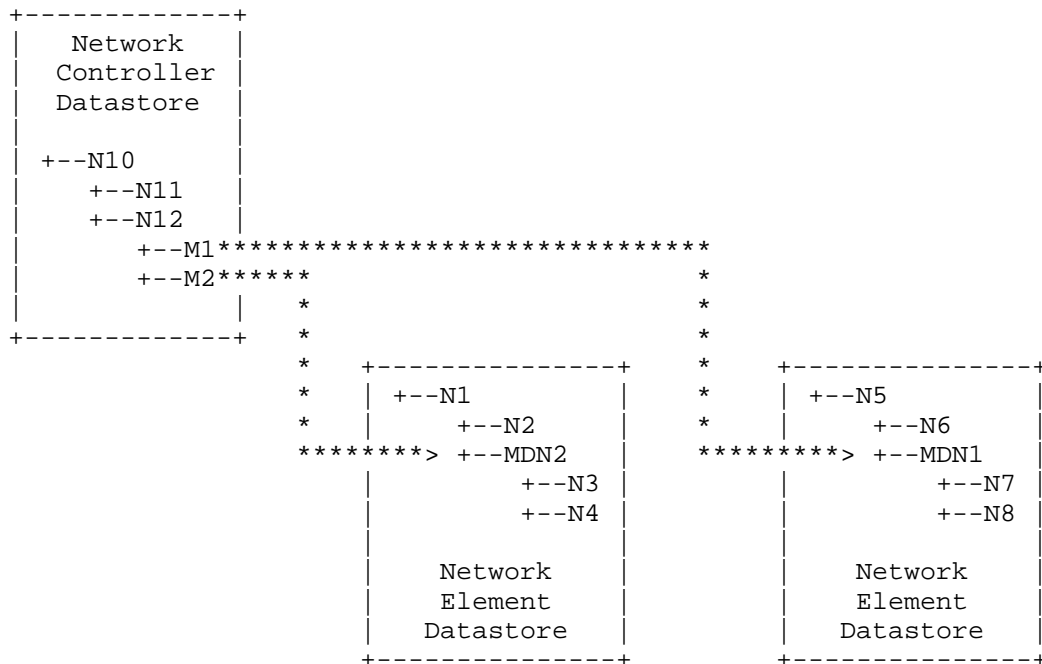 +-------------+
|   Network   |
|  Controller |
|  Datastore  |
|             |
| +--N10      |
|    +--N11   |
|    +--N12   |
|       +--M1*******************************
|       +--M2******                        *
|             |   *                        *
+-------------+   *                        *
                  *   +---------------+    *    +---------------+
                  *   | +--N1         |    *    | +--N5         |
                  *   |     +--N2     |    *    |     +--N6     |
                  ********> +--MDN2   |    *********> +--MDN1   |
                      |         +--N3 |         |         +--N7 |
                      |         +--N4 |         |         +--N8 |
                      |               |         |               |
                      |    Network    |         |    Network    |
                      |    Element    |         |    Element    |
                      |   Datastore   |         |   Datastore   |
                      +---------------+         +---------------+